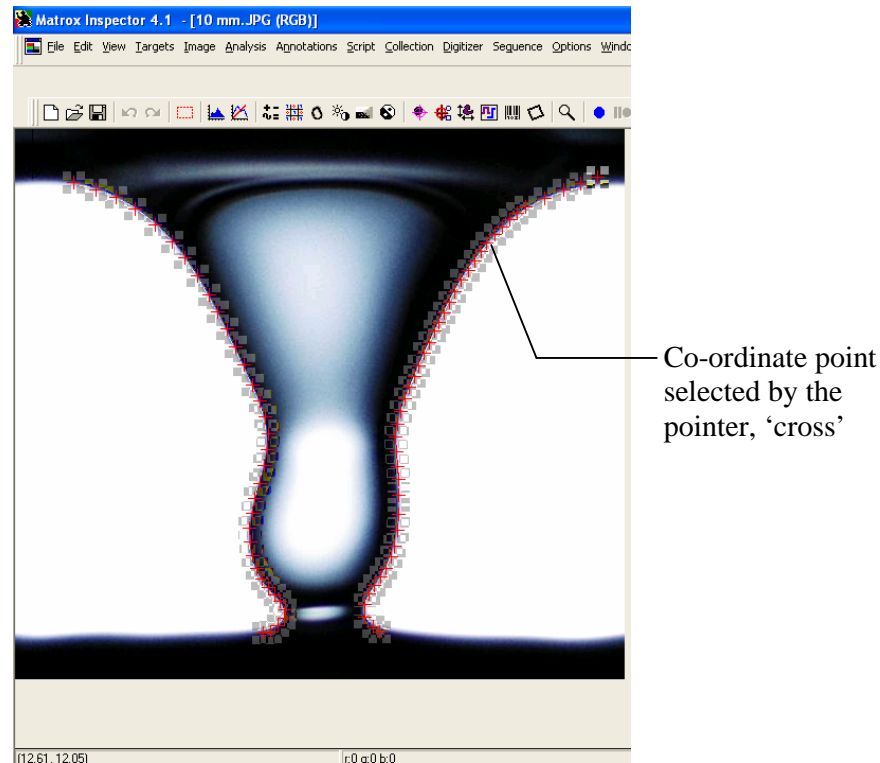 Matrox Inspector 4.1 - [10 mm.JPG (RGB)]
File Edit View Targets Image Analysis Annotations Script Collection Digitizer Sequence Options
Co-ordinate point
selected by the
pointer, ‘cross’
(12.61, 12.05) r:0 g:0 b:0